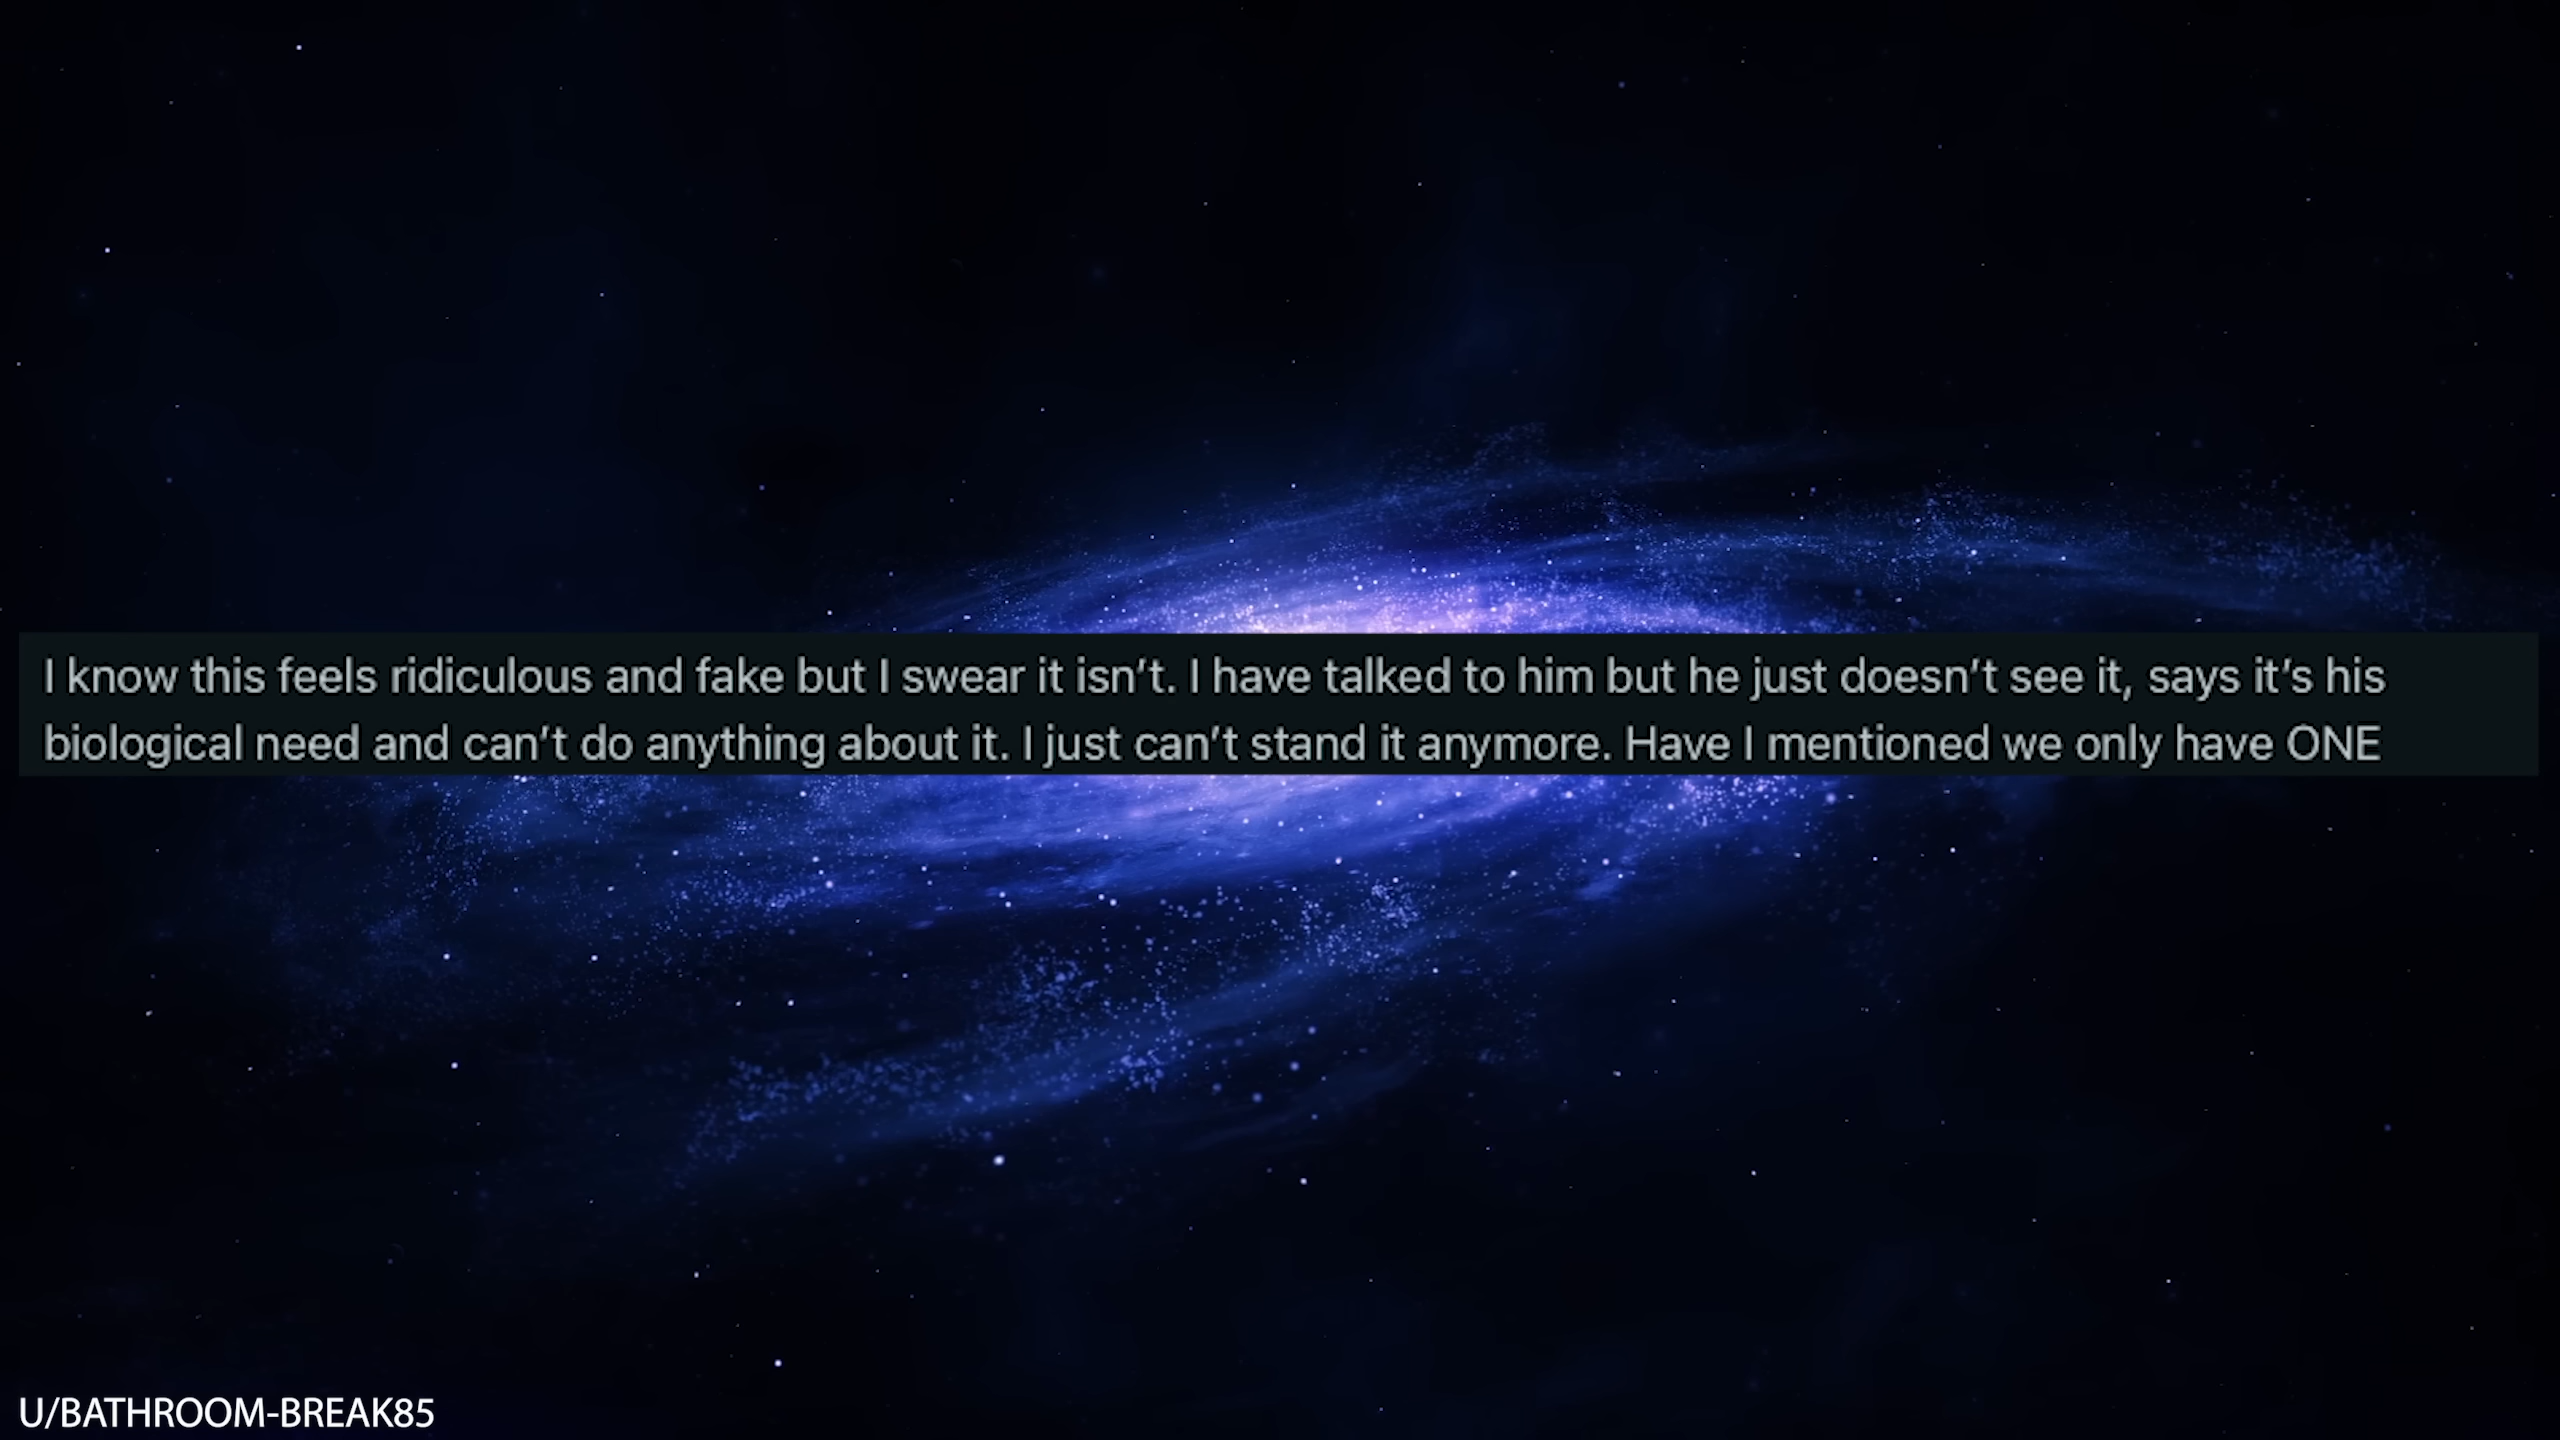 I know this feels ridiculous and fake but I swear it isn’t. I have talked to him but he just doesn’t see it, says it’s his
biological need and can’t do anything about it. I just can’t stand it anymore. Have I mentioned we only have ONE
U/BATHROOM-BREAK85